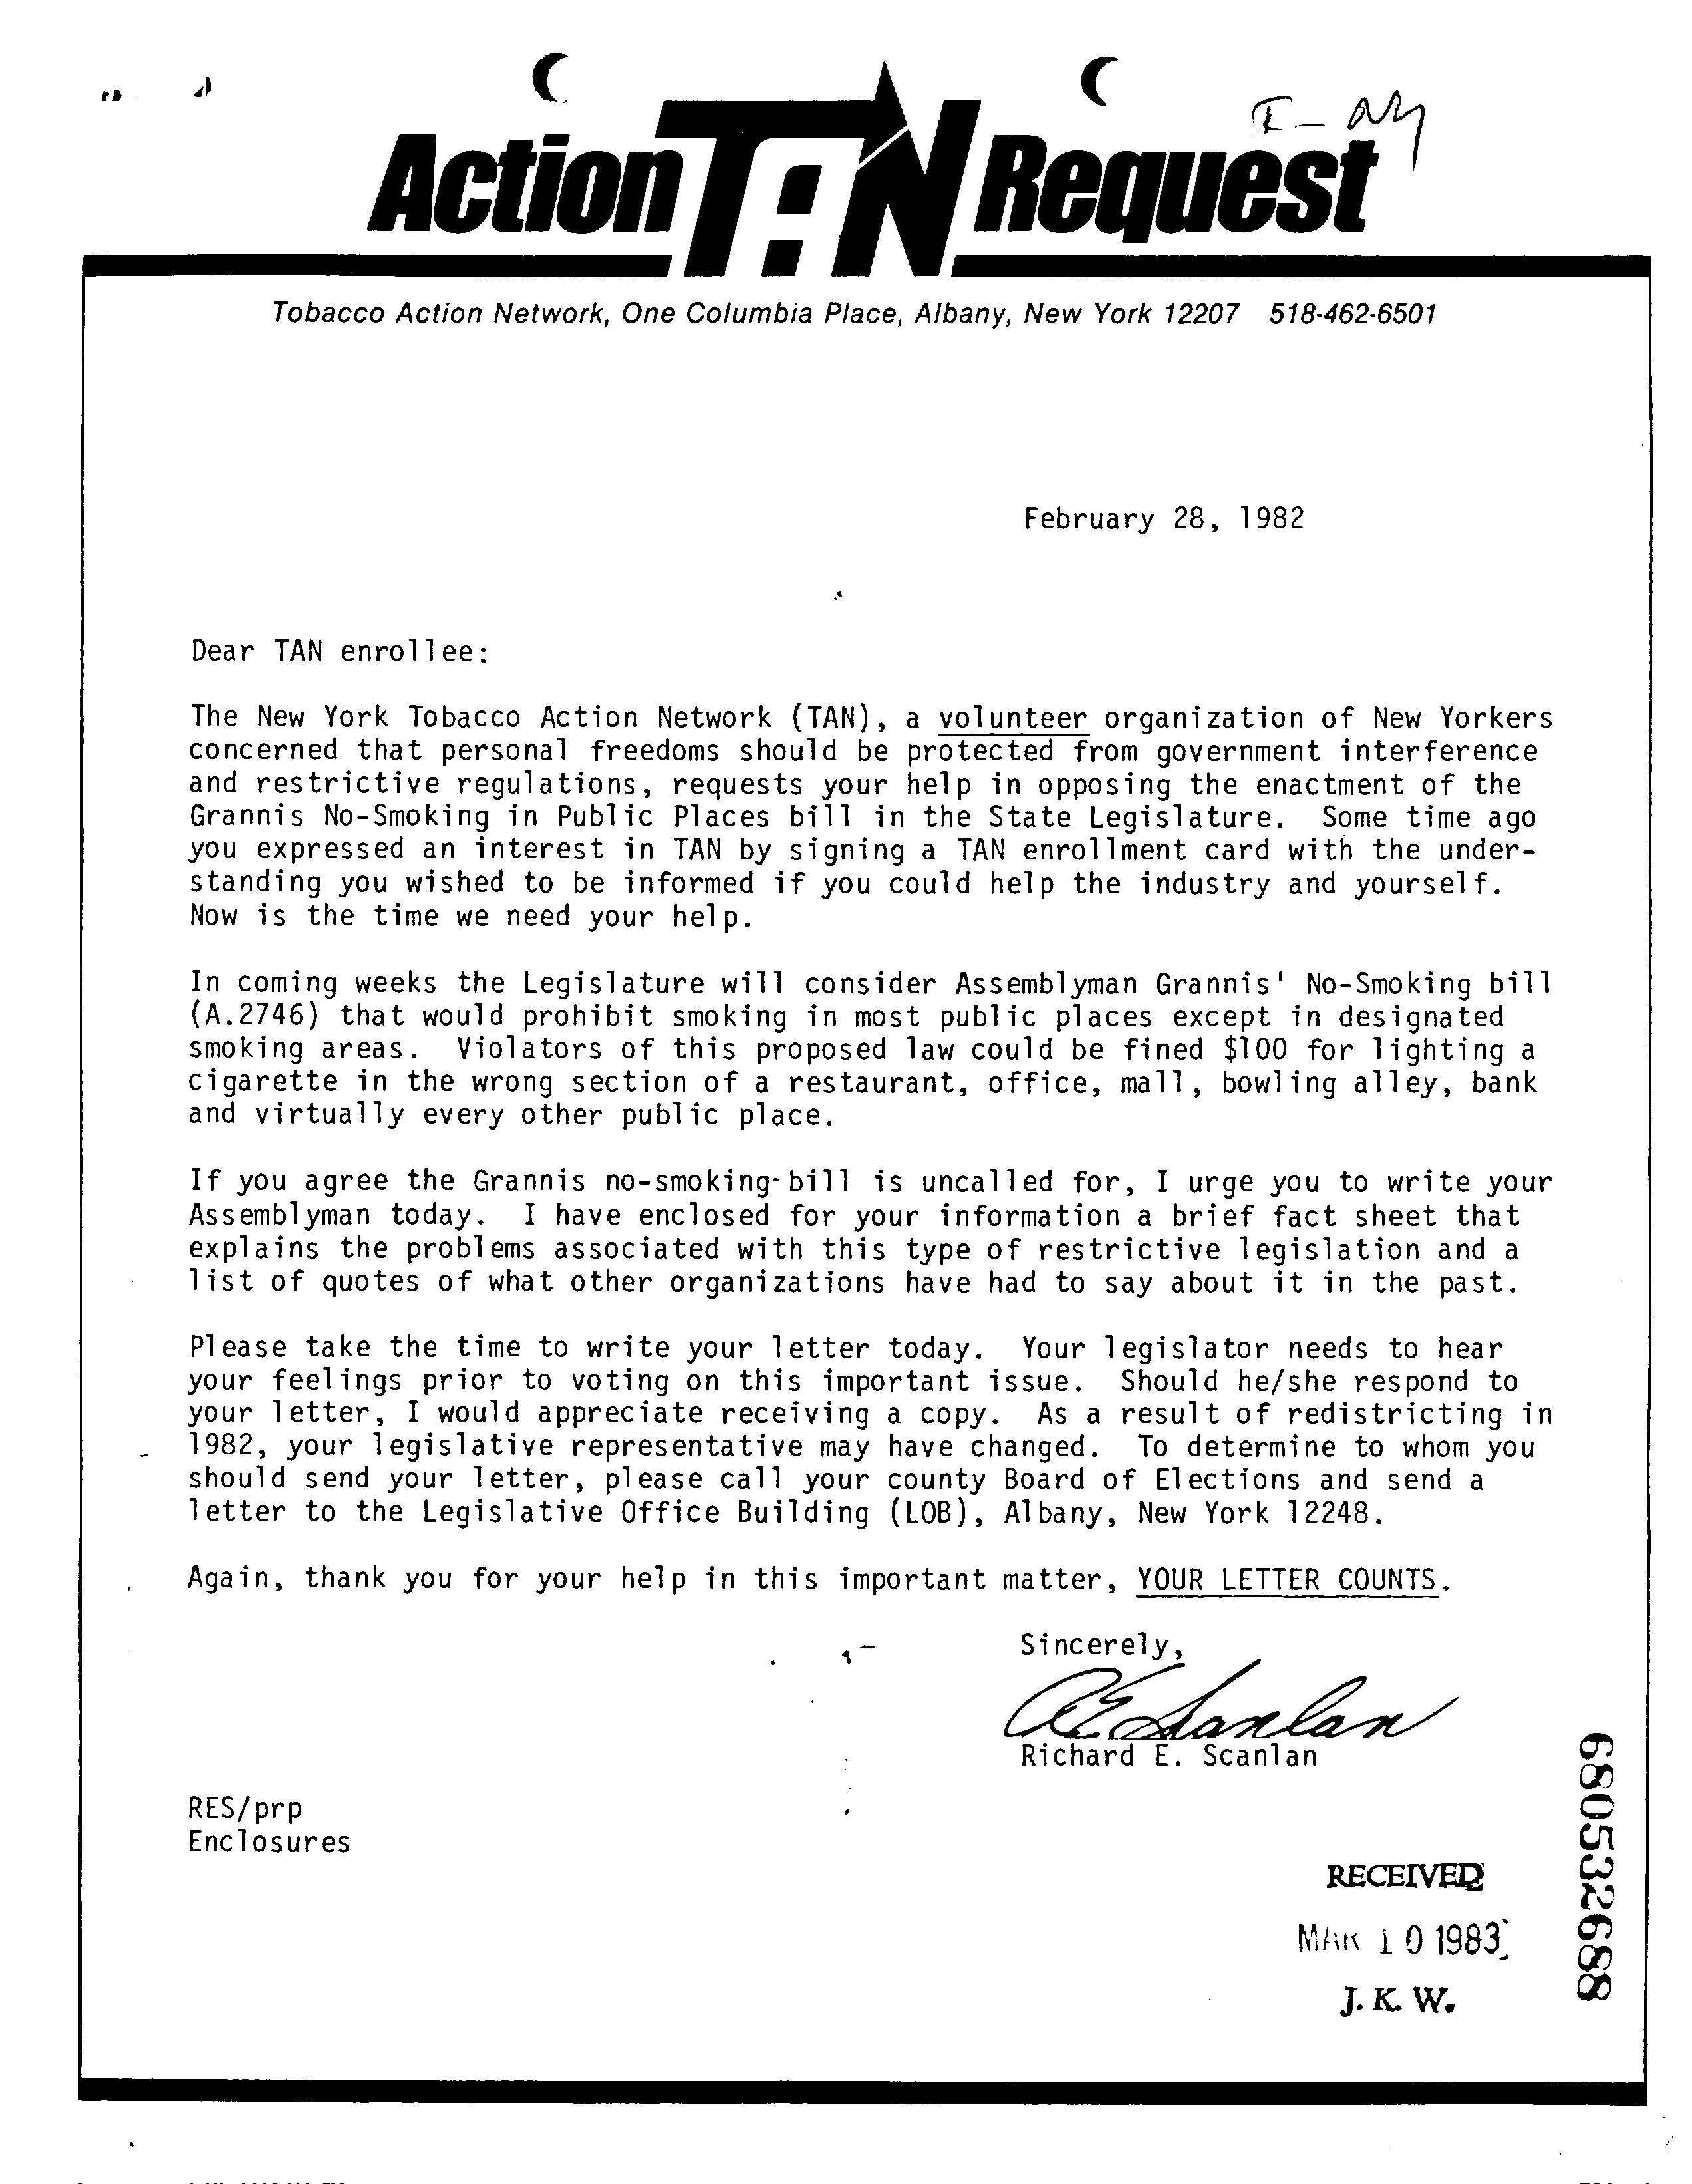 I - NY
Action TAN Request
Tobacco Action Network, One Columbia Place, Albany, New York 12207 518-462-6501
February 28, 1982
Dear TAN enrollee:
The New York Tobacco Action Network (TAN), a volunteer organization of New Yorkers
concerned that personal freedoms should be protected from government interference
and restrictive regulations, requests your help in opposing the enactment of the
Grannis No-Smoking in Public Places bill in the State Legislature. Some time ago
you expressed an interest in TAN by signing a TAN enrollment card with the under-
standing you wished to be informed if you could help the industry and yourself.
Now is the time we need your help.
In coming weeks the Legislature will consider Assemblyman Grannis' No-Smoking bill
(A.2746) that would prohibit smoking in most public places except in designated
smoking areas. Violators of this proposed law could be fined $100 for lighting a
cigarette in the wrong section of a restaurant, office, mall, bowling alley, bank
and virtually every other public place.
If you agree the Grannis no-smoking-bill is uncalled for, I urge you to write your
Assemblyman today. I have enclosed for your information a brief fact sheet that
explains the problems associated with this type of restrictive legislation and a
list of quotes of what other organizations have had to say about it in the past.
Please take the time to write your letter today. Your legislator needs to hear
your feelings prior to voting on this important issue. Should he/she respond to
your letter, I would appreciate receiving a copy. As a result of redistricting in
1982, your legislative representative may have changed. To determine to whom you
should send your letter, please call your county Board of Elections and send a
letter to the Legislative Office Building (LOB), Albany, New York 12248.
Again, thank you for your help in this important matter, YOUR LETTER COUNTS.
Sincerely,
RE Scanlan
Richard E. Scanlan
RES/prp
Enclosures
RECEIVED
MAR 10 1983
J. K. W.
680532688